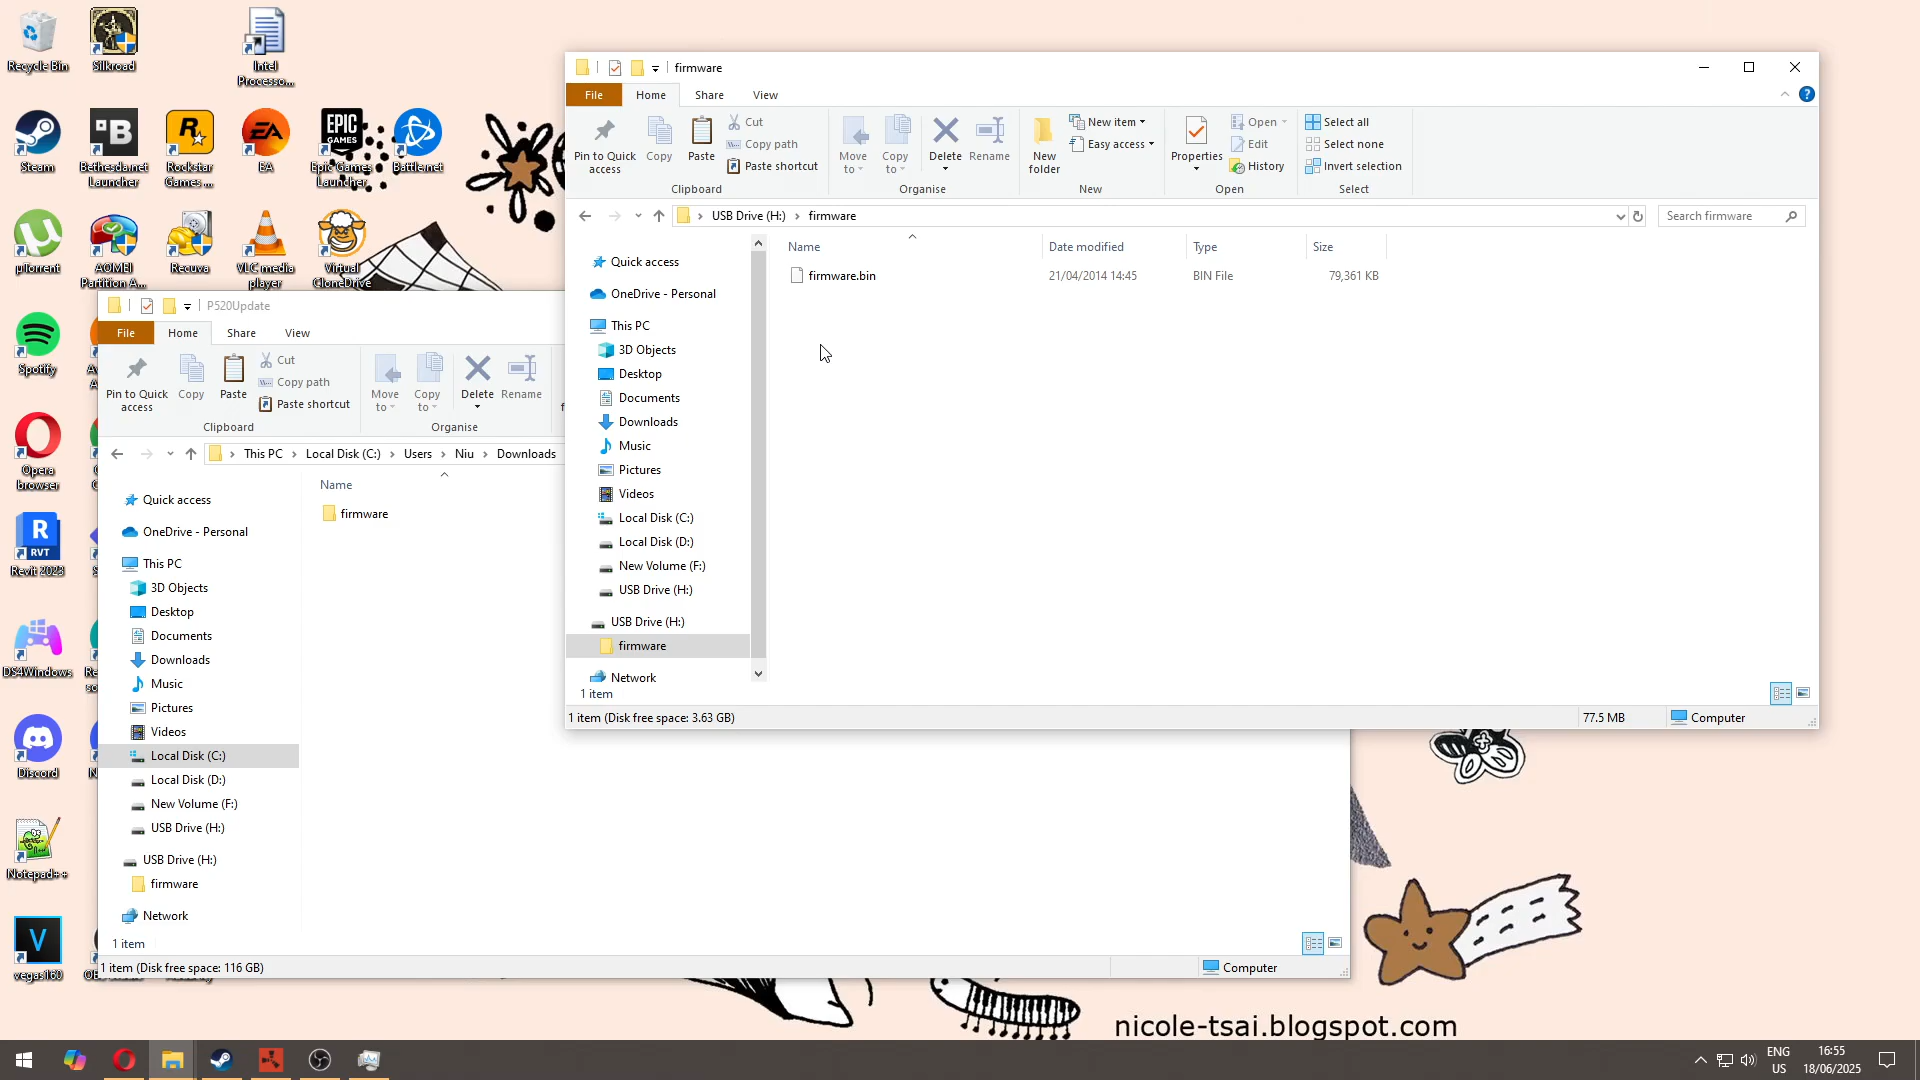 Recycle Bin
Silkroad
Intel
Processo...
Steam
Bethesda.net
Launcher
Rockstar
Games ...
EA
Epic Games
Launcher
Battle.net
µTorrent
AOMEI
Partition A...
Recuva
VLC media
player
Virtual
CloneDrive
Spotify
Opera
browser
Revit 2023
DS4Windows
Discord
Notepad++
vegas160
firmware
File
Home
Share
View
Pin to Quick
access
Copy
Paste
Cut
Copy path
Paste shortcut
Clipboard
Move
to
Copy
to
Delete
Rename
Organise
New
folder
New item
Easy access
New
Properties
Open
Edit
History
Open
Select all
Select none
Invert selection
Select
USB Drive (H:) > firmware
Search firmware
Name
Date modified
Type
Size
firmware.bin
21/04/2014 14:45
BIN File
79,361 KB
Quick access
OneDrive - Personal
This PC
3D Objects
Desktop
Documents
Downloads
Music
Pictures
Videos
Local Disk (C:)
Local Disk (D:)
New Volume (F:)
USB Drive (H:)
USB Drive (H:)
firmware
Network
1 item
1 item (Disk free space: 3.63 GB)
77.5 MB
Computer
P520Update
File
Home
Share
View
Pin to Quick
access
Copy
Paste
Cut
Copy path
Paste shortcut
Clipboard
Move
to
Copy
to
Delete
Rename
Organise
This PC > Local Disk (C:) > Users > Niu > Downloads
Name
firmware
Quick access
OneDrive - Personal
This PC
3D Objects
Desktop
Documents
Downloads
Music
Pictures
Videos
Local Disk (C:)
Local Disk (D:)
New Volume (F:)
USB Drive (H:)
USB Drive (H:)
firmware
Network
1 item
1 item (Disk free space: 116 GB)
Computer
nicole-tsai.blogspot.com
ENG
US
16:55
18/06/2025